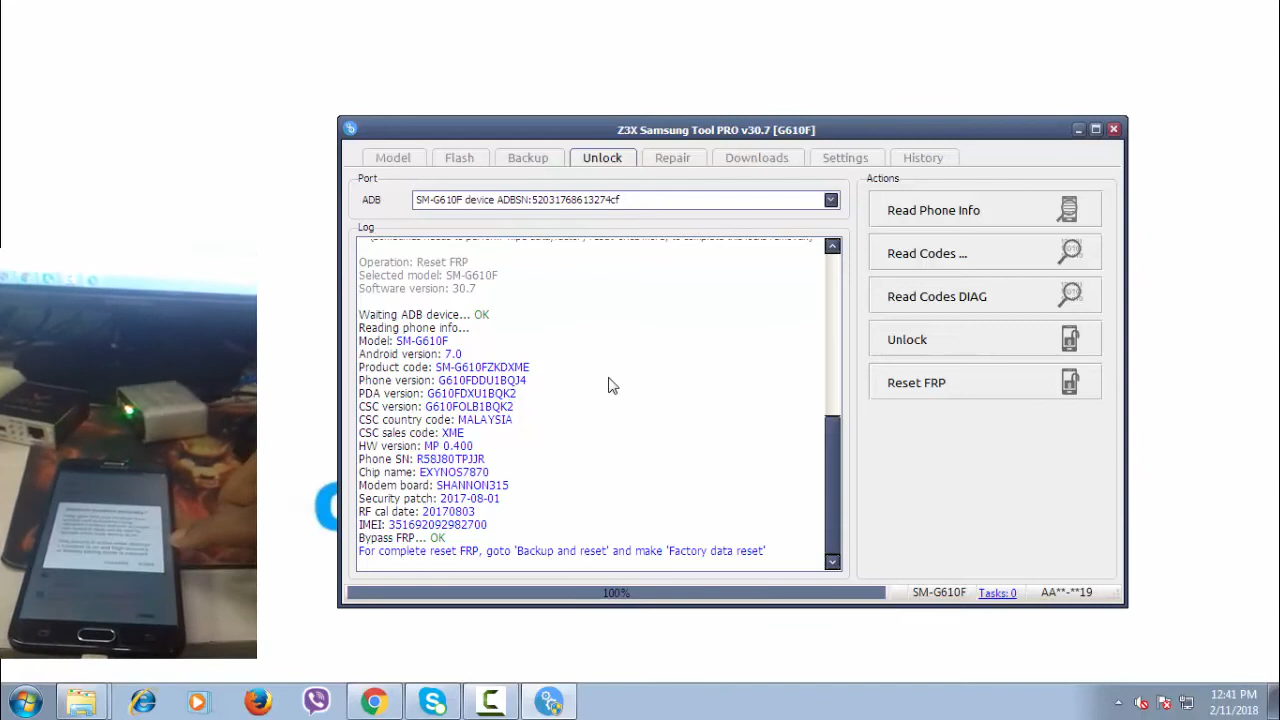 Z3X Samsung Tool PRO v30.7 [G610F]
Model Flash Backup Unlock Repair Downloads Settings History
Port
ADB SM-G610F device ADBSN:52031768613274cf
Log
Operation: Reset FRP
Selected model: SM-G610F
Software version: 30.7
Waiting ADB device... OK
Reading phone info...
Model: SM-G610F
Android version: 7.0
Product code: SM-G610FZKDXME
Phone version: G610FDDU1BQJ4
PDA version: G610FDXU1BQK2
CSC version: G610FOLB1BQK2
CSC country code: MALAYSIA
CSC sales code: XME
HW version: MP 0.400
Phone SN: R58J80TPJJR
Chip name: EXYNOS7870
Modem board: SHANNON315
Security patch: 2017-08-01
RF cal date: 20170803
IMEI: 351692092982700
Bypass FRP... OK
For complete reset FRP, goto 'Backup and reset' and make 'Factory data reset'
Actions
Read Phone Info
Read Codes ...
Read Codes DIAG
Unlock
Reset FRP
100% SM-G610F Tasks: 0 AA**-**19
12:41 PM
2/11/2018